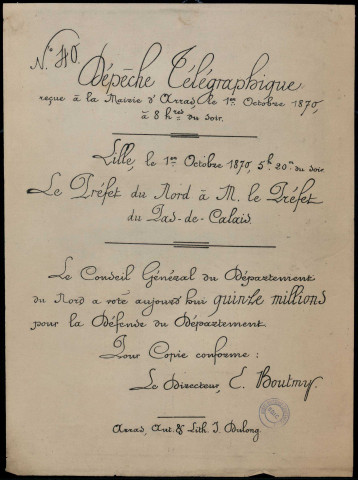 N.° 40.
Dépêche Télégraphique
reçue à la Mairie d'Arras, le 1er Octobre 1870,
à 8 hres du soir.
Lille, le 1er Octobre 1870, 5h 20m du soir.
Le Préfet du Nord à M. le Préfet
du Pas-de-Calais.
Le Conseil Général du Département
du Nord a voté aujourd'hui quinze millions
pour la Défense du Département.
Pour Copie conforme :
Le Directeur, E. Boutmy.
Arras, Aut. & Lith. J. Dulong.